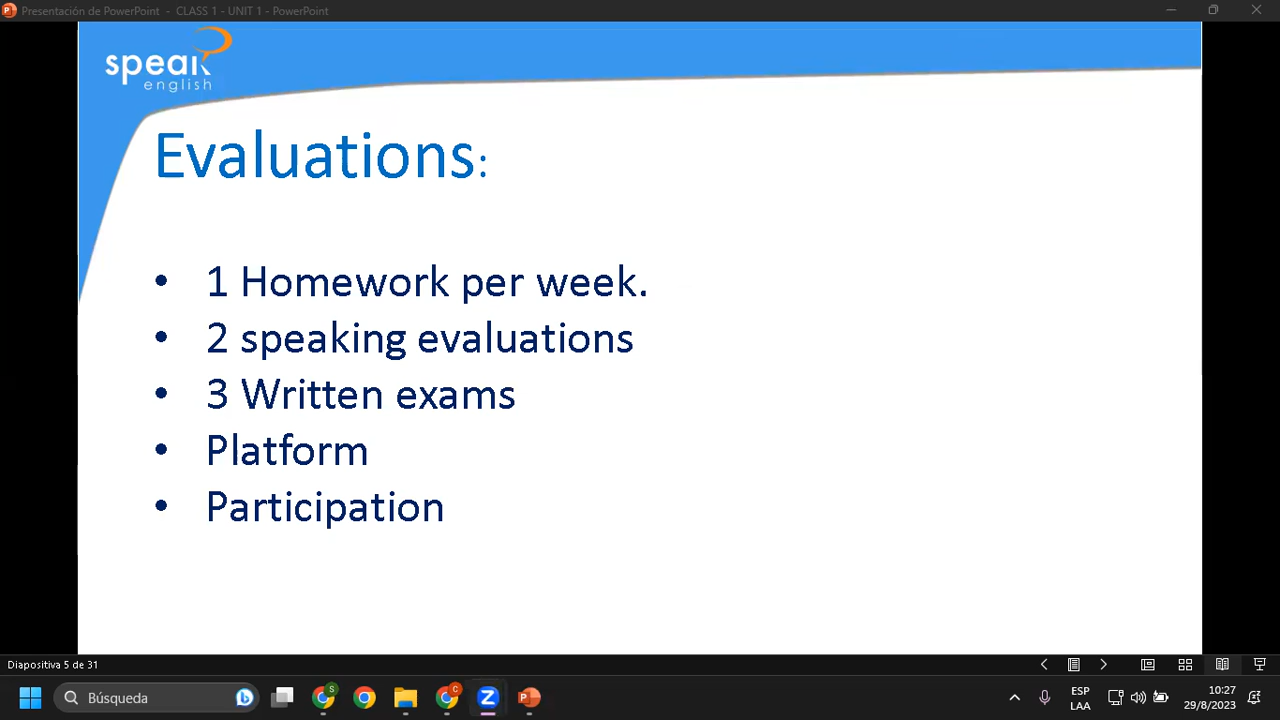 Presentación de PowerPoint - CLASS 1 - UNIT 1 - PowerPoint
speak
english
Evaluations:
• 1 Homework per week.
• 2 speaking evaluations
• 3 Written exams
• Platform
• Participation
Diapositiva 5 de 31
Búsqueda
ESP
LAA
10:27
29/8/2023